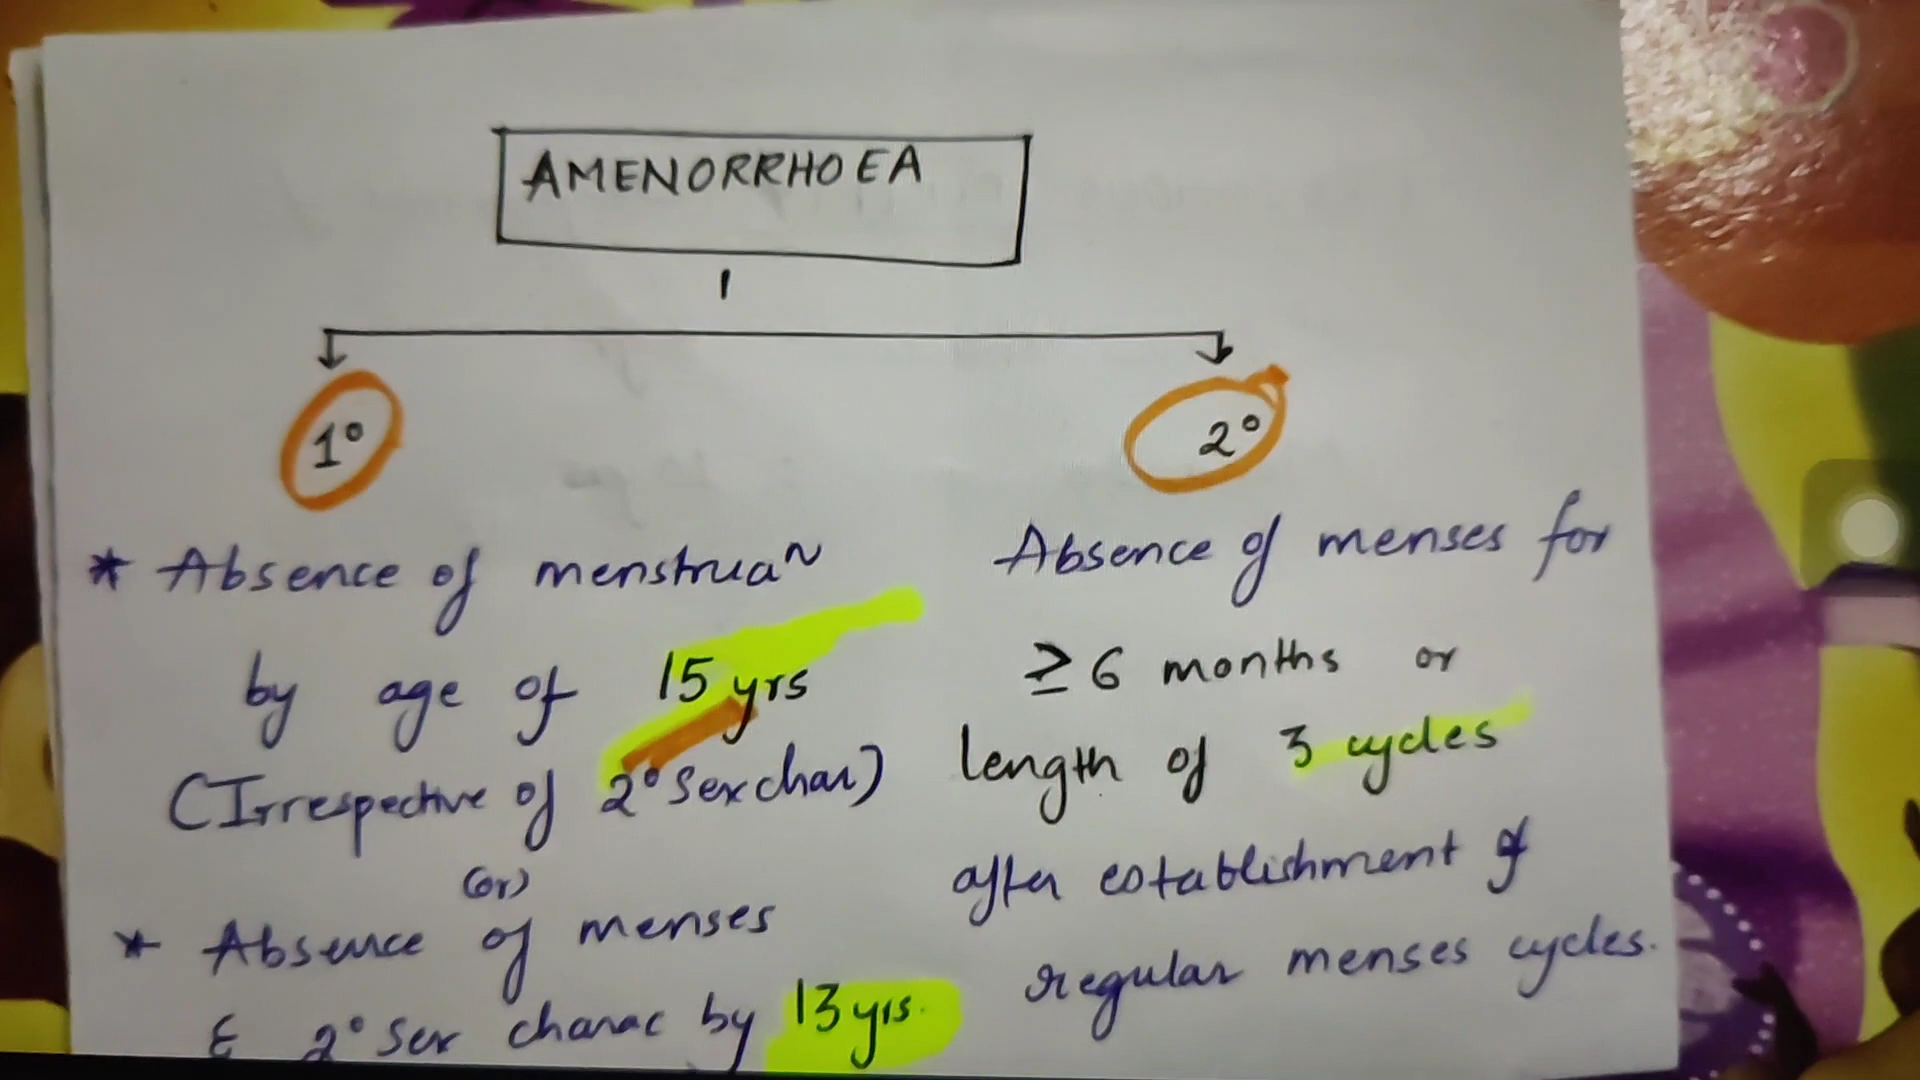 AMENORRHOEA
1°
* Absence of menstrua~
by age of 15 yrs
(Irrespective of 2° Sex char)
(or)
* Absence of menses
& 2° Sex charac by 13 yrs.
2°
Absence of menses for
≥ 6 months or
length of 3 cycles
after establishment of
regular menses cycles.